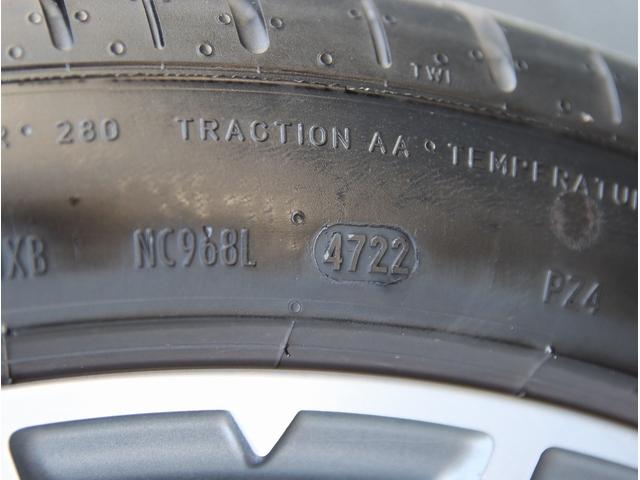 TWI
R · 280 TRACTION AA · TEMPERATU
XB NC968L 4722 PZ4